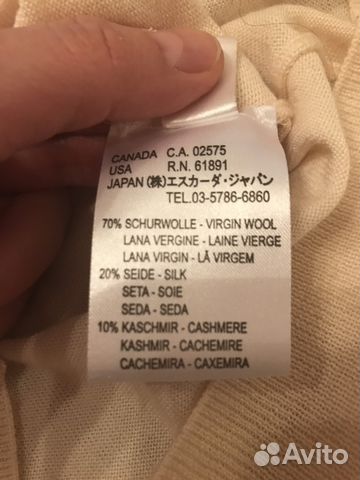 CANADA C.A. 02575
USA R.N. 61891
JAPAN (株)エスカーダ・ジャパン
TEL.03-5786-6860
70% SCHURWOLLE - VIRGIN WOOL
LANA VERGINE - LAINE VIERGE
LANA VIRGEN - LÃ VIRGEM
20% SEIDE - SILK
SETA - SOIE
SEDA - SEDA
10% KASCHMIR - CASHMERE
KASHMIR - CACHEMIRE
CACHEMIRA - CAXEMIRA
Avito